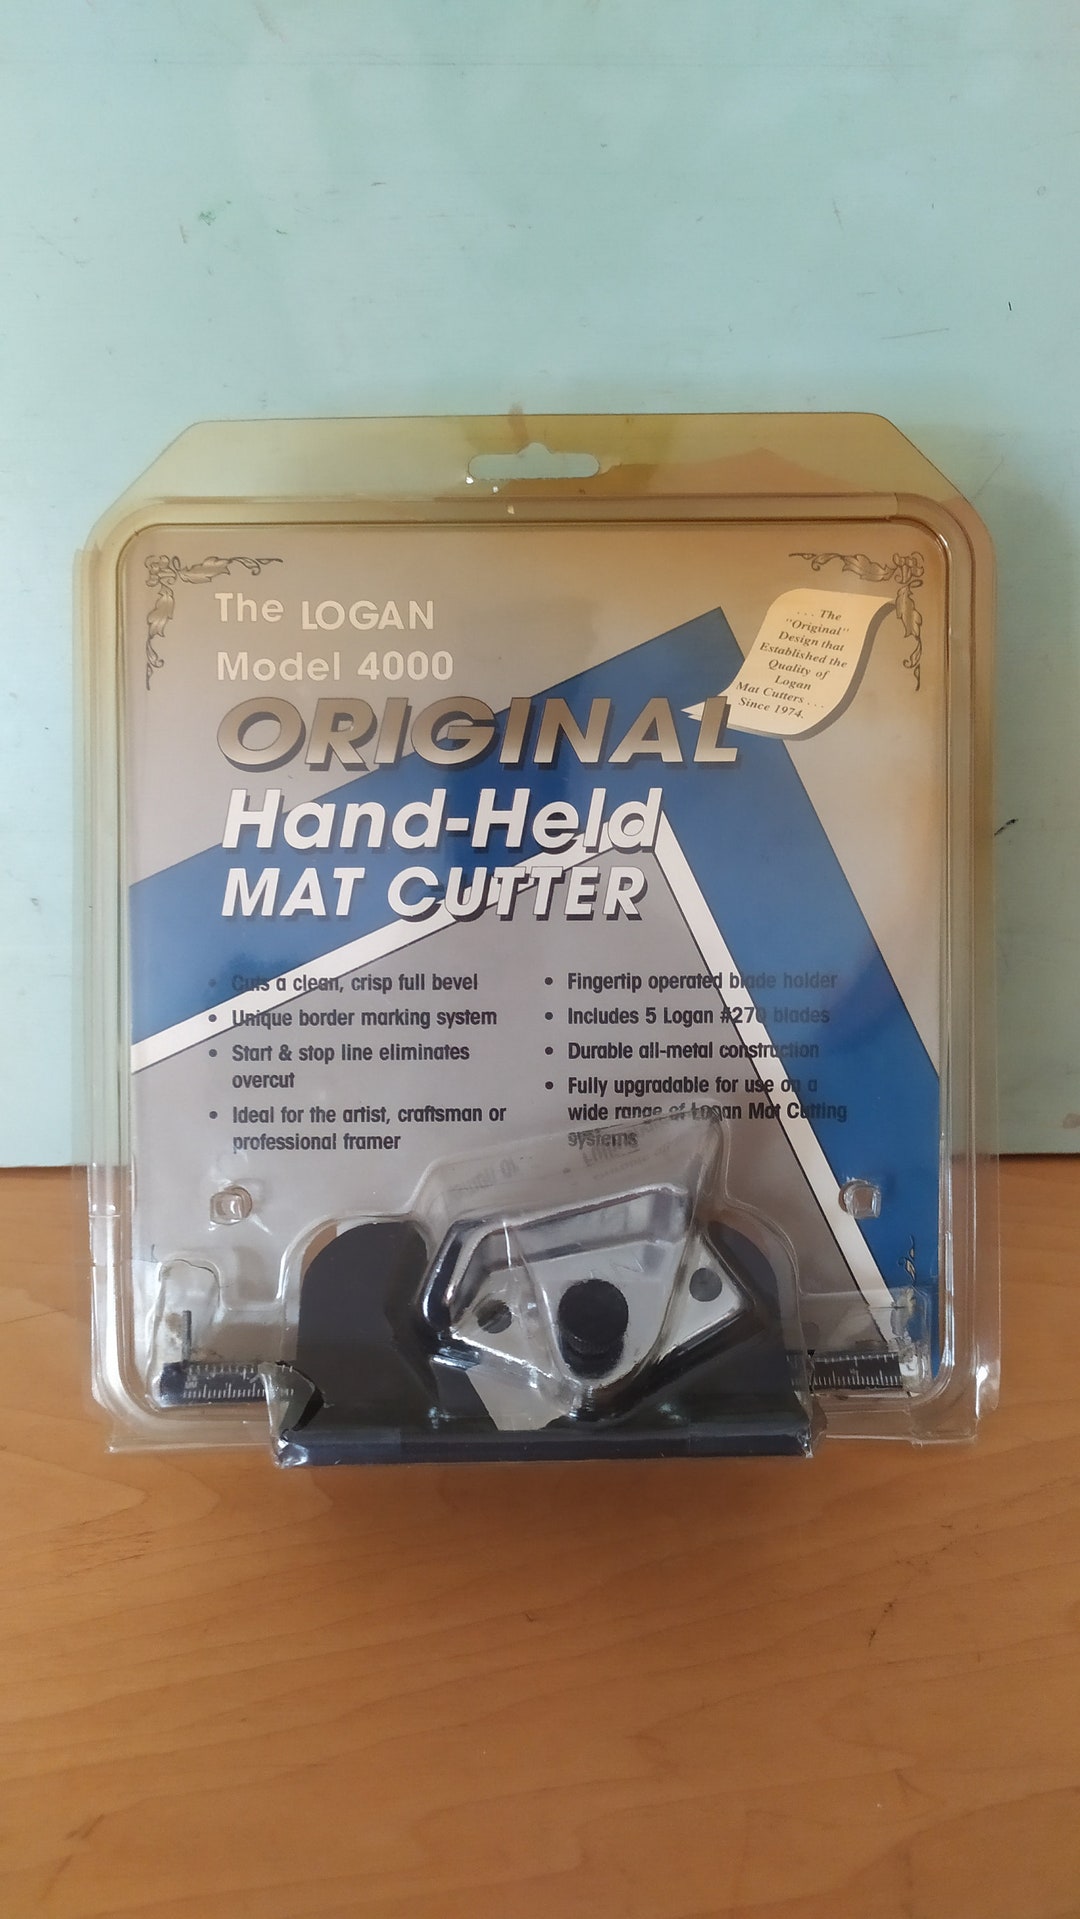 The LOGAN
Model 4000
ORIGINAL
Hand-Held
MAT CUTTER
. . . The
"Original"
Design that
Established the
Quality of
Logan
Mat Cutters . . .
Since 1974.
• Cuts a clean, crisp full bevel
• Unique border marking system
• Start & stop line eliminates
overcut
• Ideal for the artist, craftsman or
professional framer
• Fingertip operated blade holder
• Includes 5 Logan #270 blades
• Durable all-metal construction
• Fully upgradable for use on a
wide range of Logan Mat Cutting
systems